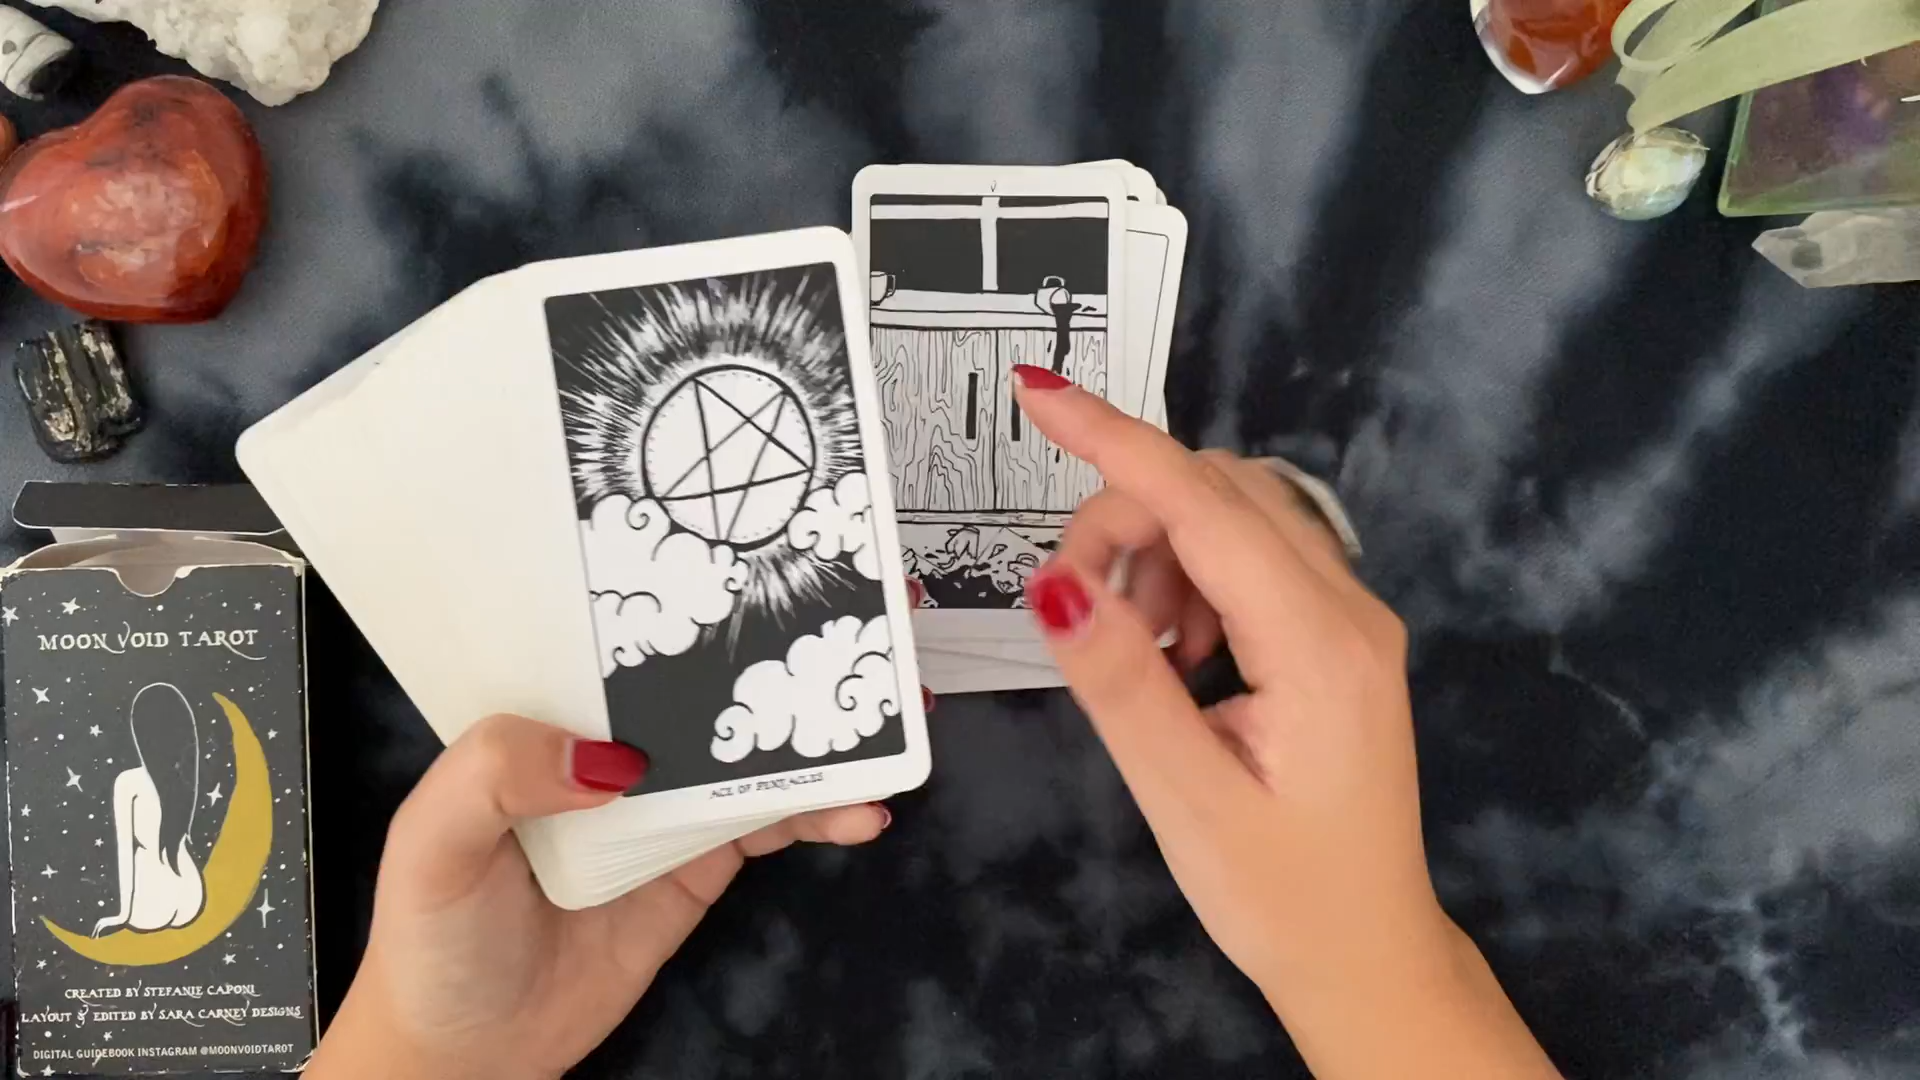 V
ACE OF PENTACLES
MOON VOID TAROT
CREATED BY STEFANIE CAPONI
LAYOUT & EDITED BY SARA CARNEY DESIGNS
DIGITAL GUIDEBOOK INSTAGRAM @MOONVOIDTAROT